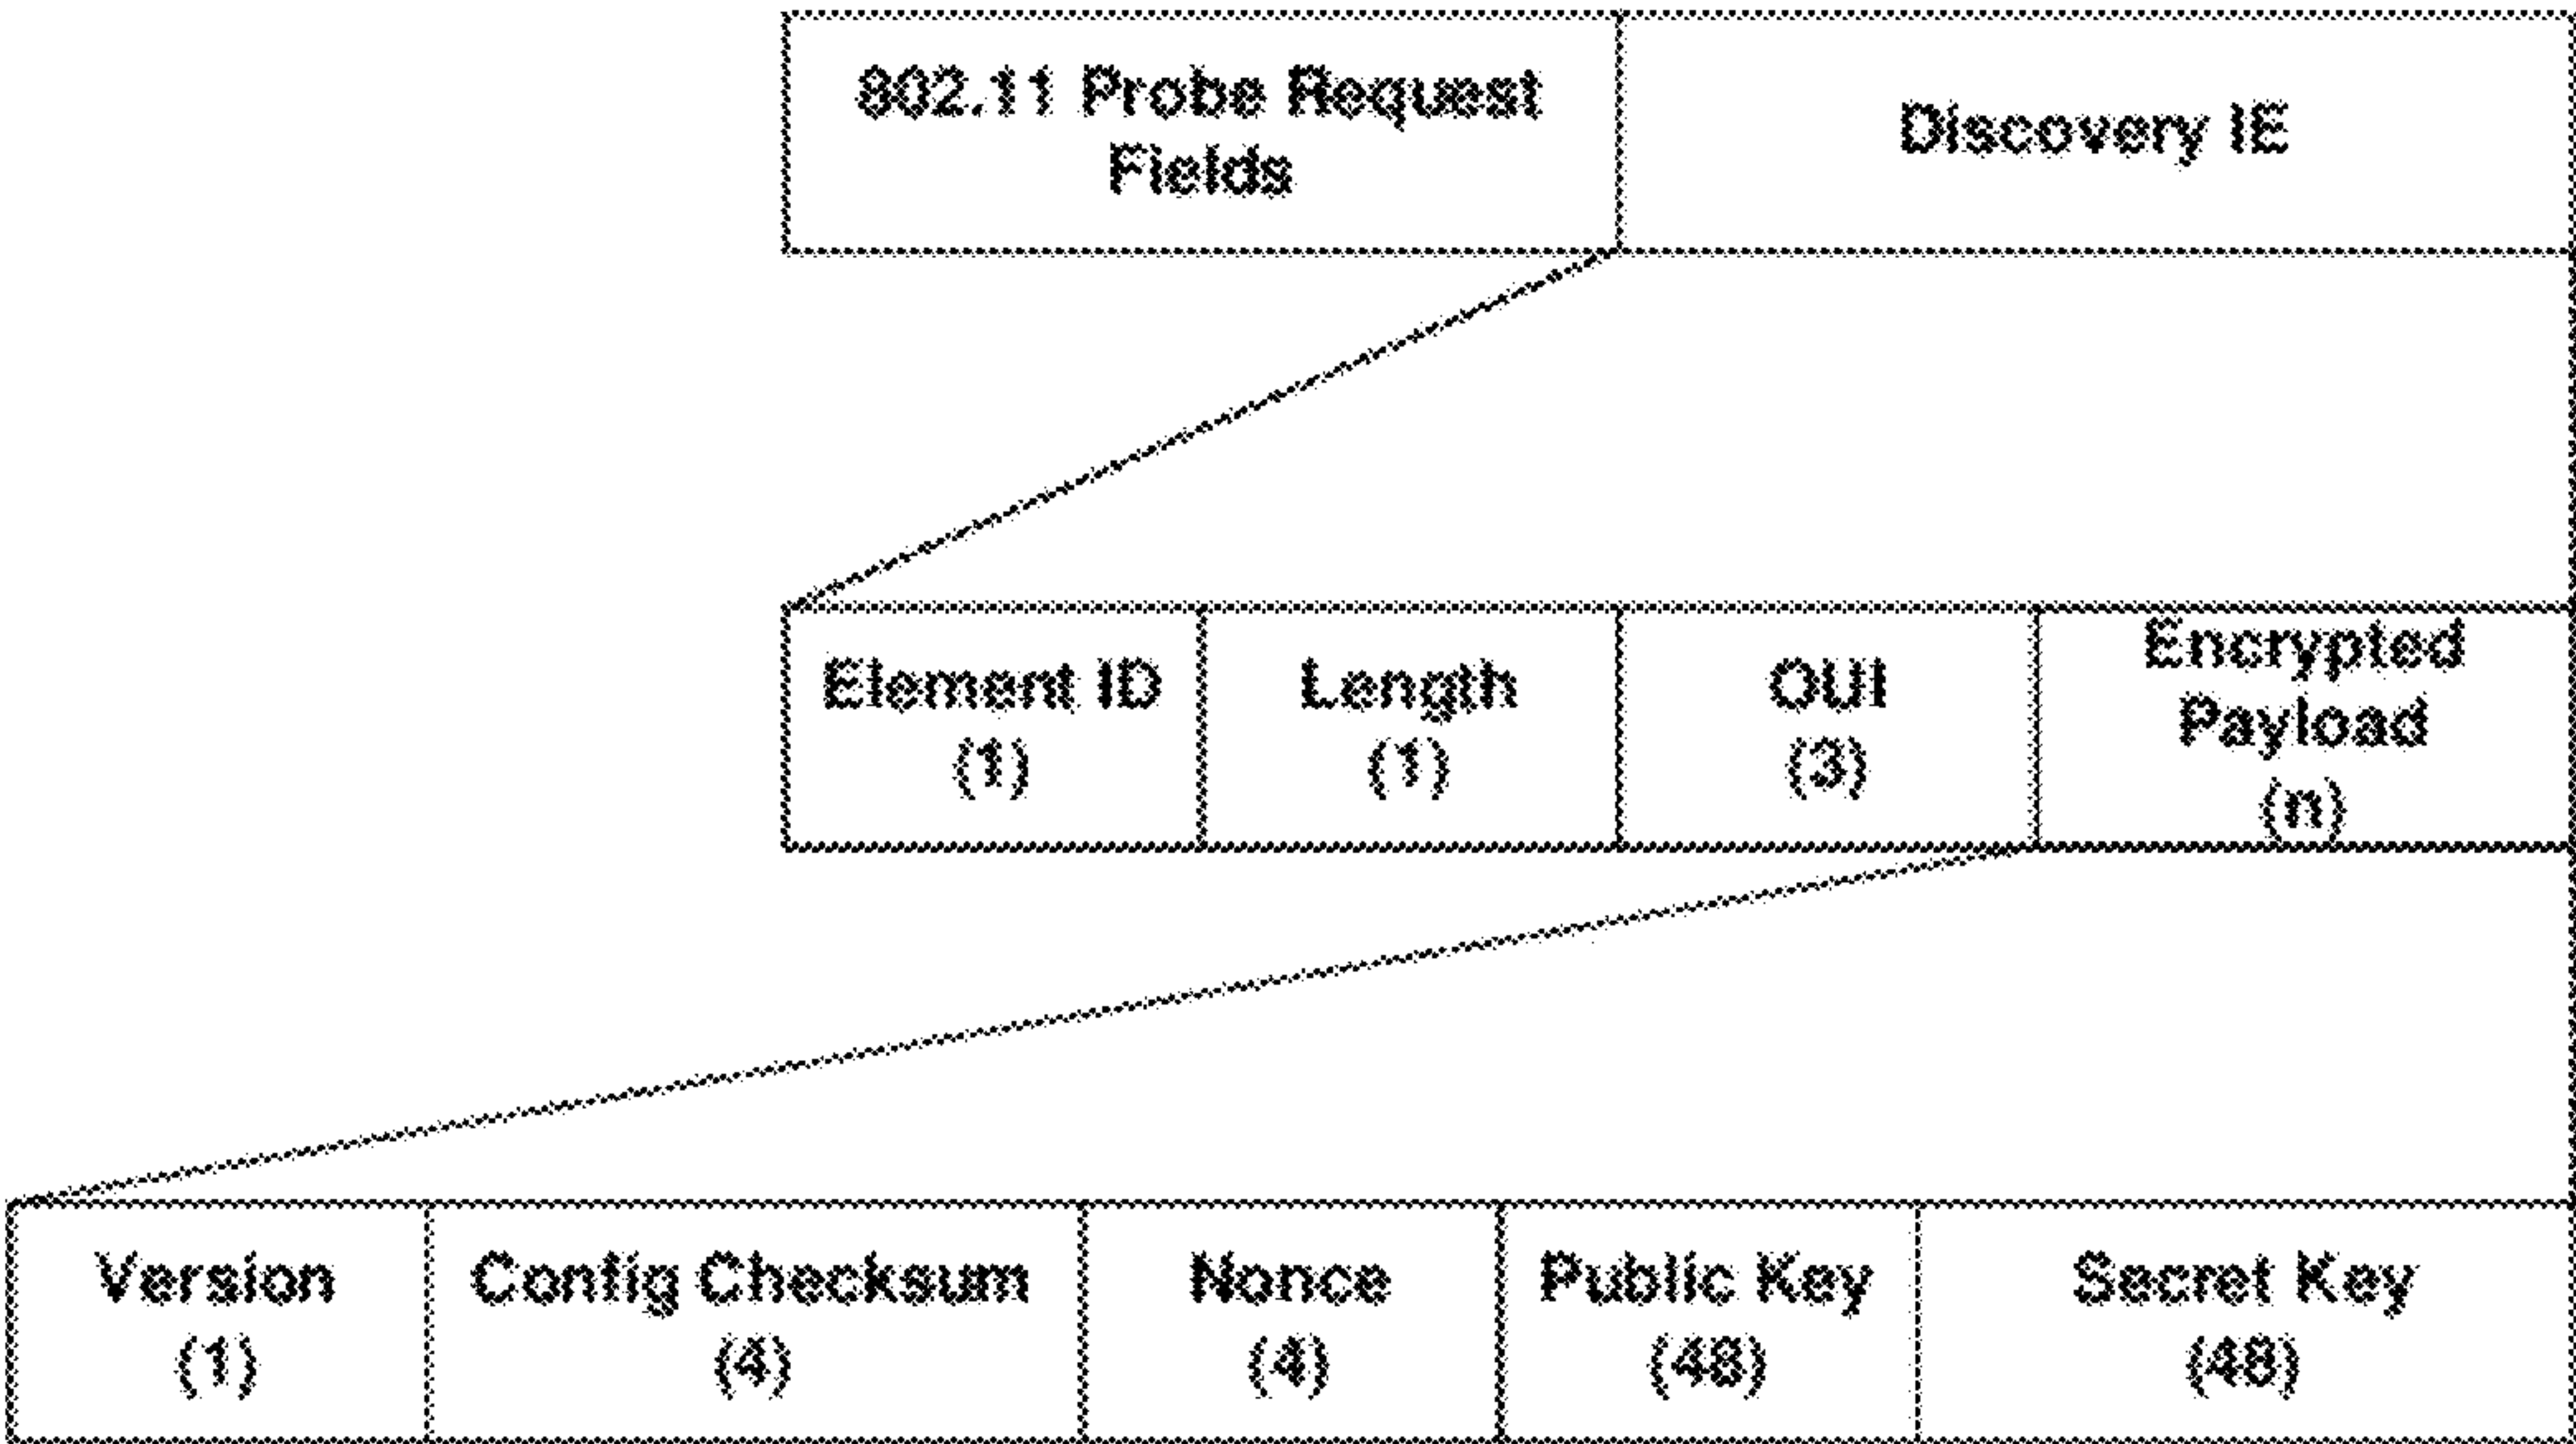 802.11 Probe Request
Fields
Discovery IE
Element ID
(1)
Length
(1)
OUI
(3)
Encrypted
Payload
(n)
Version
(1)
Config Checksum
(4)
Nonce
(4)
Public Key
(48)
Secret Key
(48)